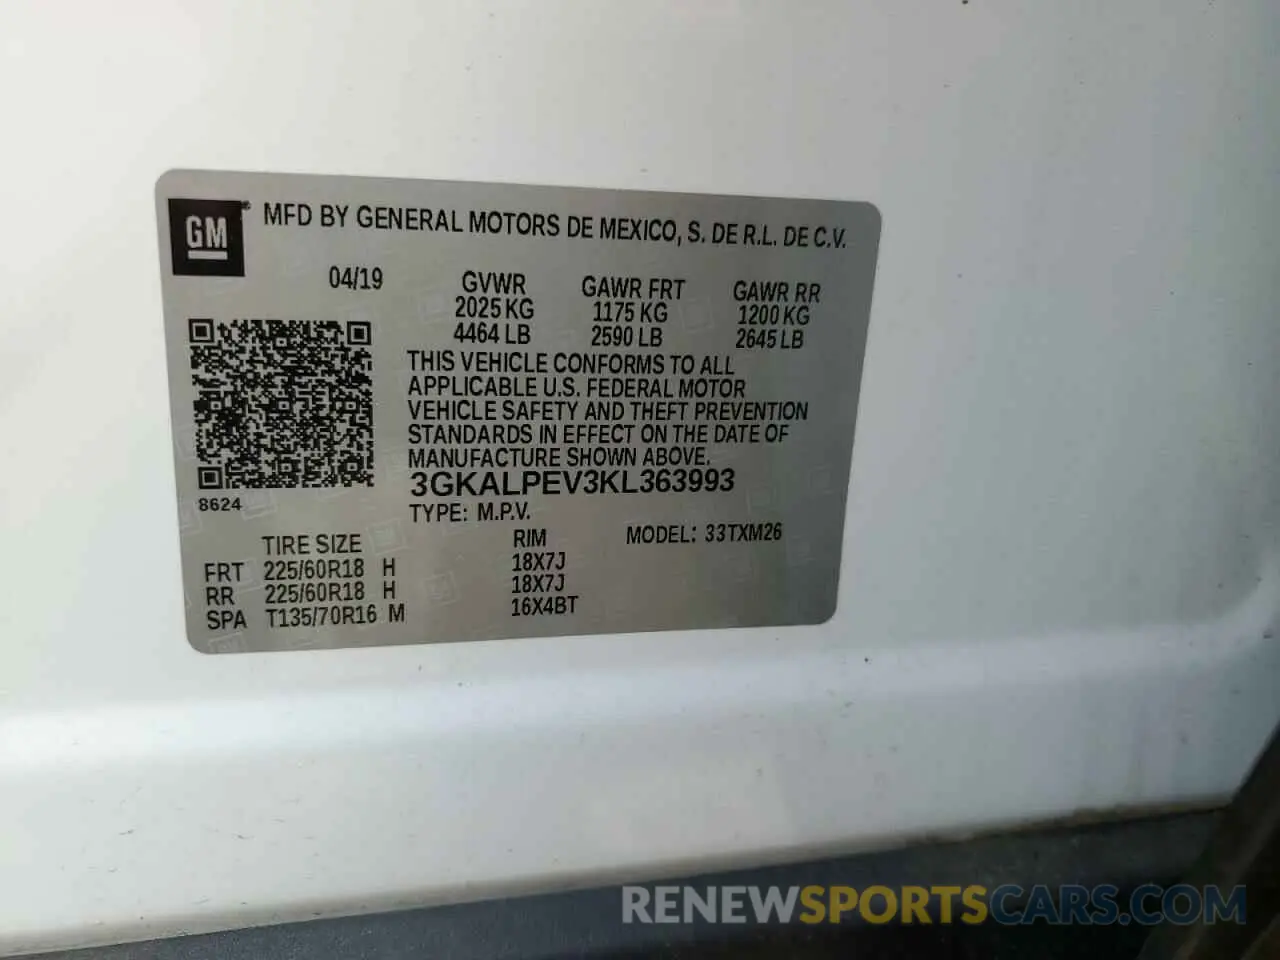 GM® MFD BY GENERAL MOTORS DE MEXICO, S. DE R.L. DE C.V.
04/19 GVWR GAWR FRT GAWR RR
2025 KG 1175 KG 1200 KG
4464 LB 2590 LB 2645 LB
THIS VEHICLE CONFORMS TO ALL
APPLICABLE U.S. FEDERAL MOTOR
VEHICLE SAFETY AND THEFT PREVENTION
STANDARDS IN EFFECT ON THE DATE OF
MANUFACTURE SHOWN ABOVE.
3GKALPEV3KL363993
8624
TYPE: M.P.V.
TIRE SIZE RIM MODEL: 33TXM26
FRT 225/60R18 H 18X7J
RR 225/60R18 H 18X7J
SPA T135/70R16 M 16X4BT
RENEWSPORTSCARS.COM